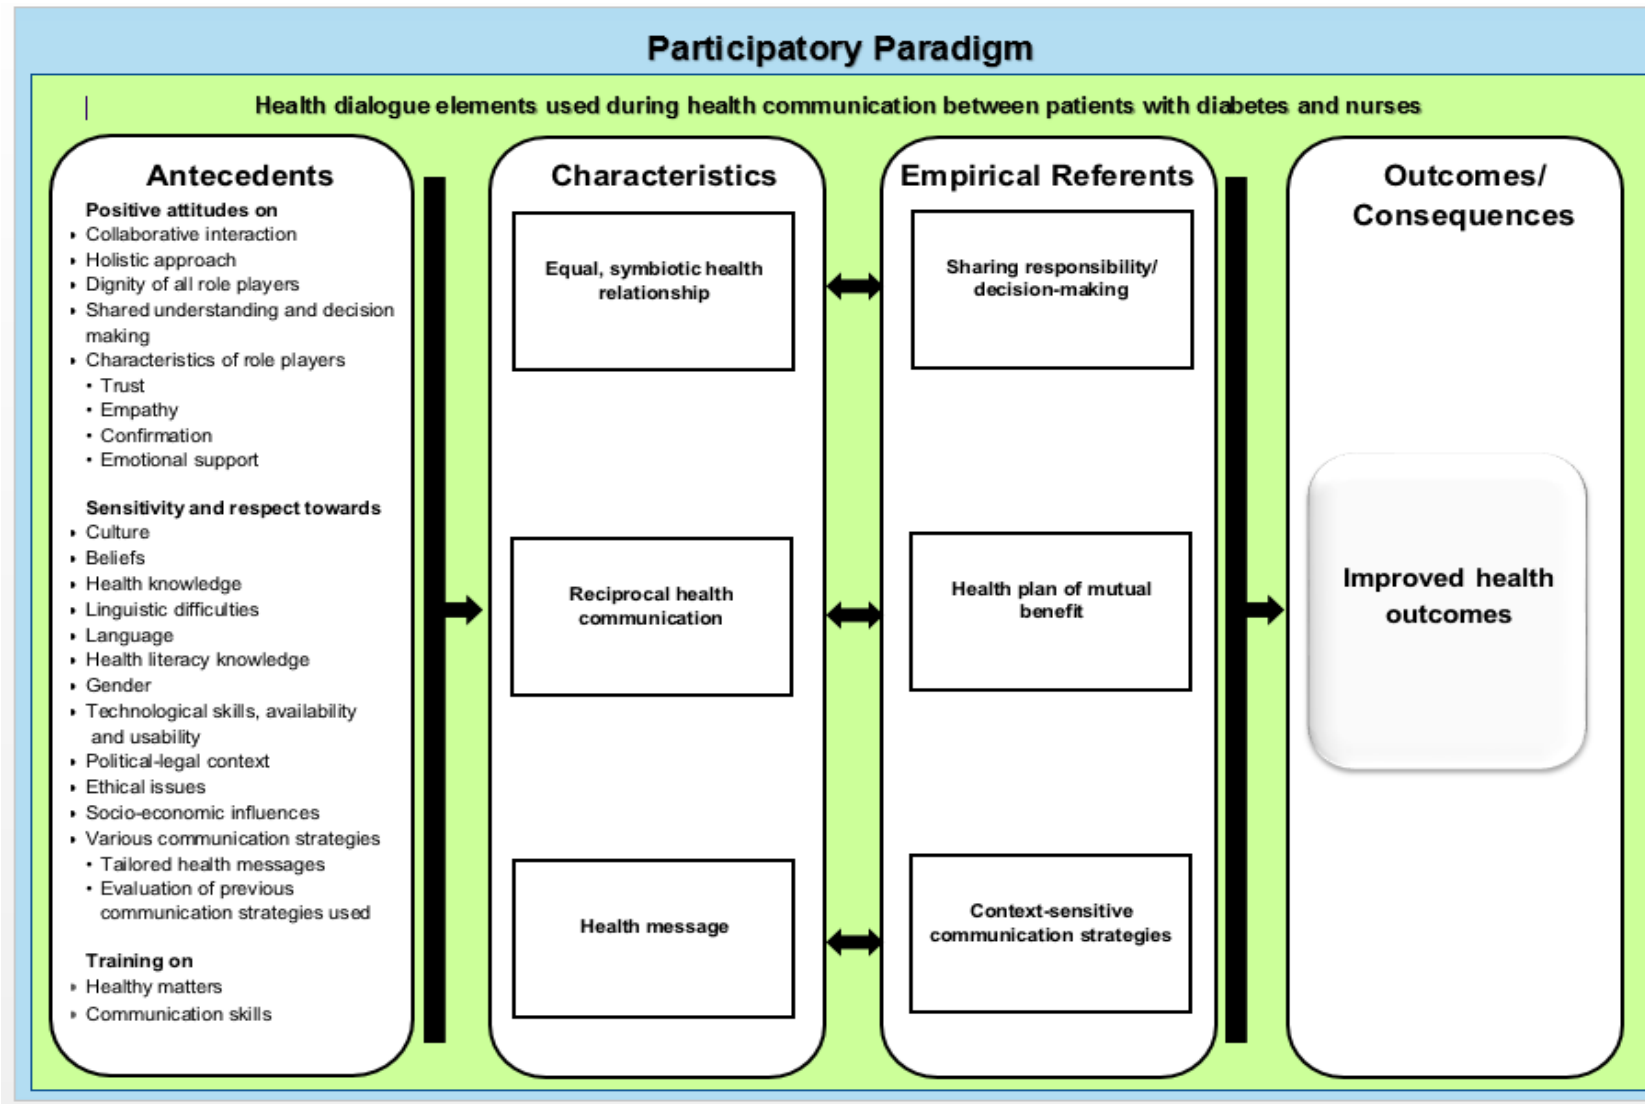 Participatory Paradigm
Health dialogue elements used during health communication between patients with diabetes and nurses
Antecedents
Positive attitudes on
Collaborative interaction
Holistic approach
Dignity of all role players
Shared understanding and decision
making
Characteristics of role players
Trust
Empathy
Confirmation
Emotional support
Sensitivity and respect towards
Culture
Beliefs
Health knowledge
Linguistic difficulties
Language
Health literacy knowledge
Gender
Technological skills, availability
and usability
Political-legal context
Ethical issues
Socio-economic influences
Various communication strategies
Tailored health messages
Evaluation of previous
communication strategies used
Training on
Healthy matters
Communication skills
Characteristics
Equal, symbiotic health
relationship
Reciprocal health
communication
Health message
Empirical Referents
Sharing responsibility/
decision-making
Health plan of mutual
benefit
Context-sensitive
communication strategies
Outcomes/
Consequences
Improved health
outcomes